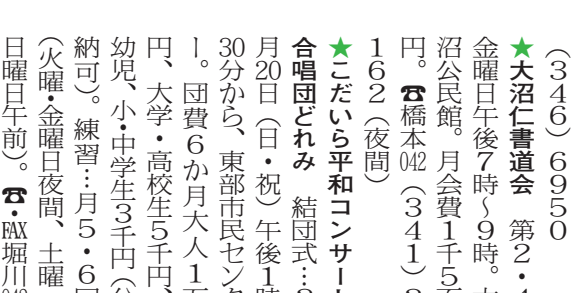 （３４６）６９５０
★大沼仁書道会　第２・４
金曜日午後７時〜９時。大
沼公民館。月会費１千５百
円。☎橋本042（３４１）
１６２（夜間）
★こだいら平和コンサー
合唱団どれみ　結団式…
月20日（日・祝）午後１時
30分から、東部市民センタ
ー。団費６か月大人１万
円、大学・高校生５千円、
幼児、小・中学生３千円（分
納可）。練習…月５・６回
（火曜・金曜日夜間、土曜
日曜日午前）。☎・FAX堀川042